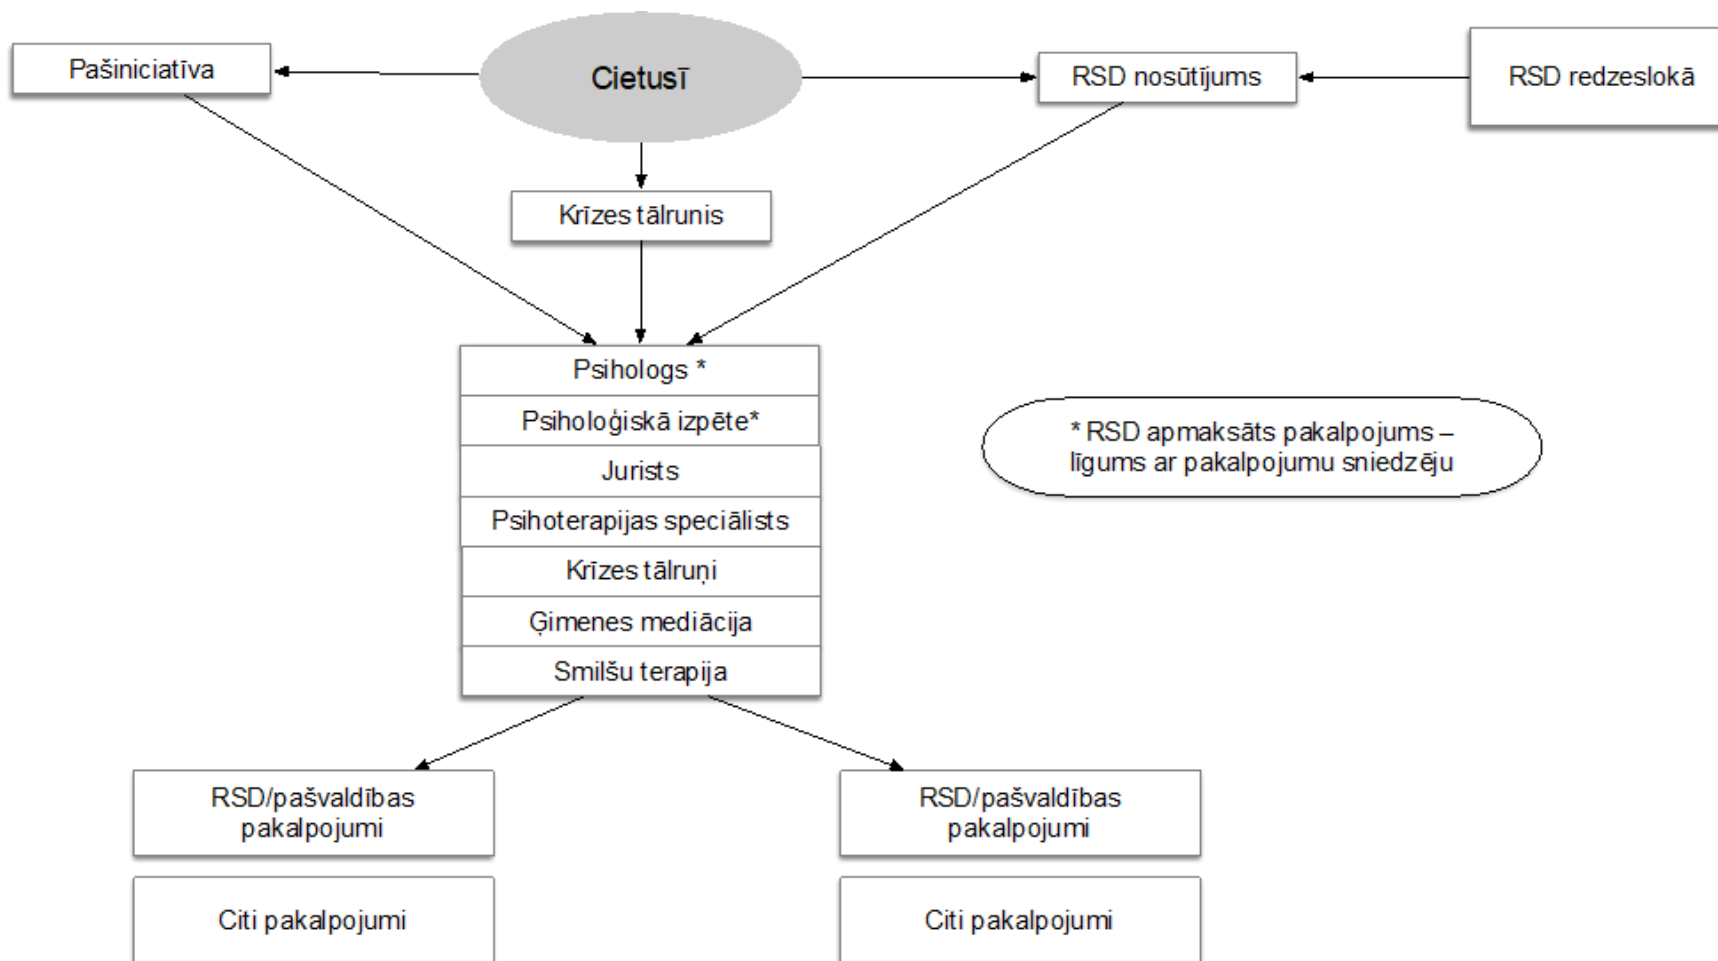 Pašiniciatīva
Cietusī
RSD nosūtījums
RSD redzeslokā
Krīzes tālrunis
Psihologs *
Psiholoģiskā izpēte*
Jurists
Psihoterapijas speciālists
Krīzes tālruņi
Ģimenes mediācija
Smilšu terapija
* RSD apmaksāts pakalpojums –
līgums ar pakalpojumu sniedzēju
RSD/pašvaldības
pakalpojumi
RSD/pašvaldības
pakalpojumi
Citi pakalpojumi
Citi pakalpojumi